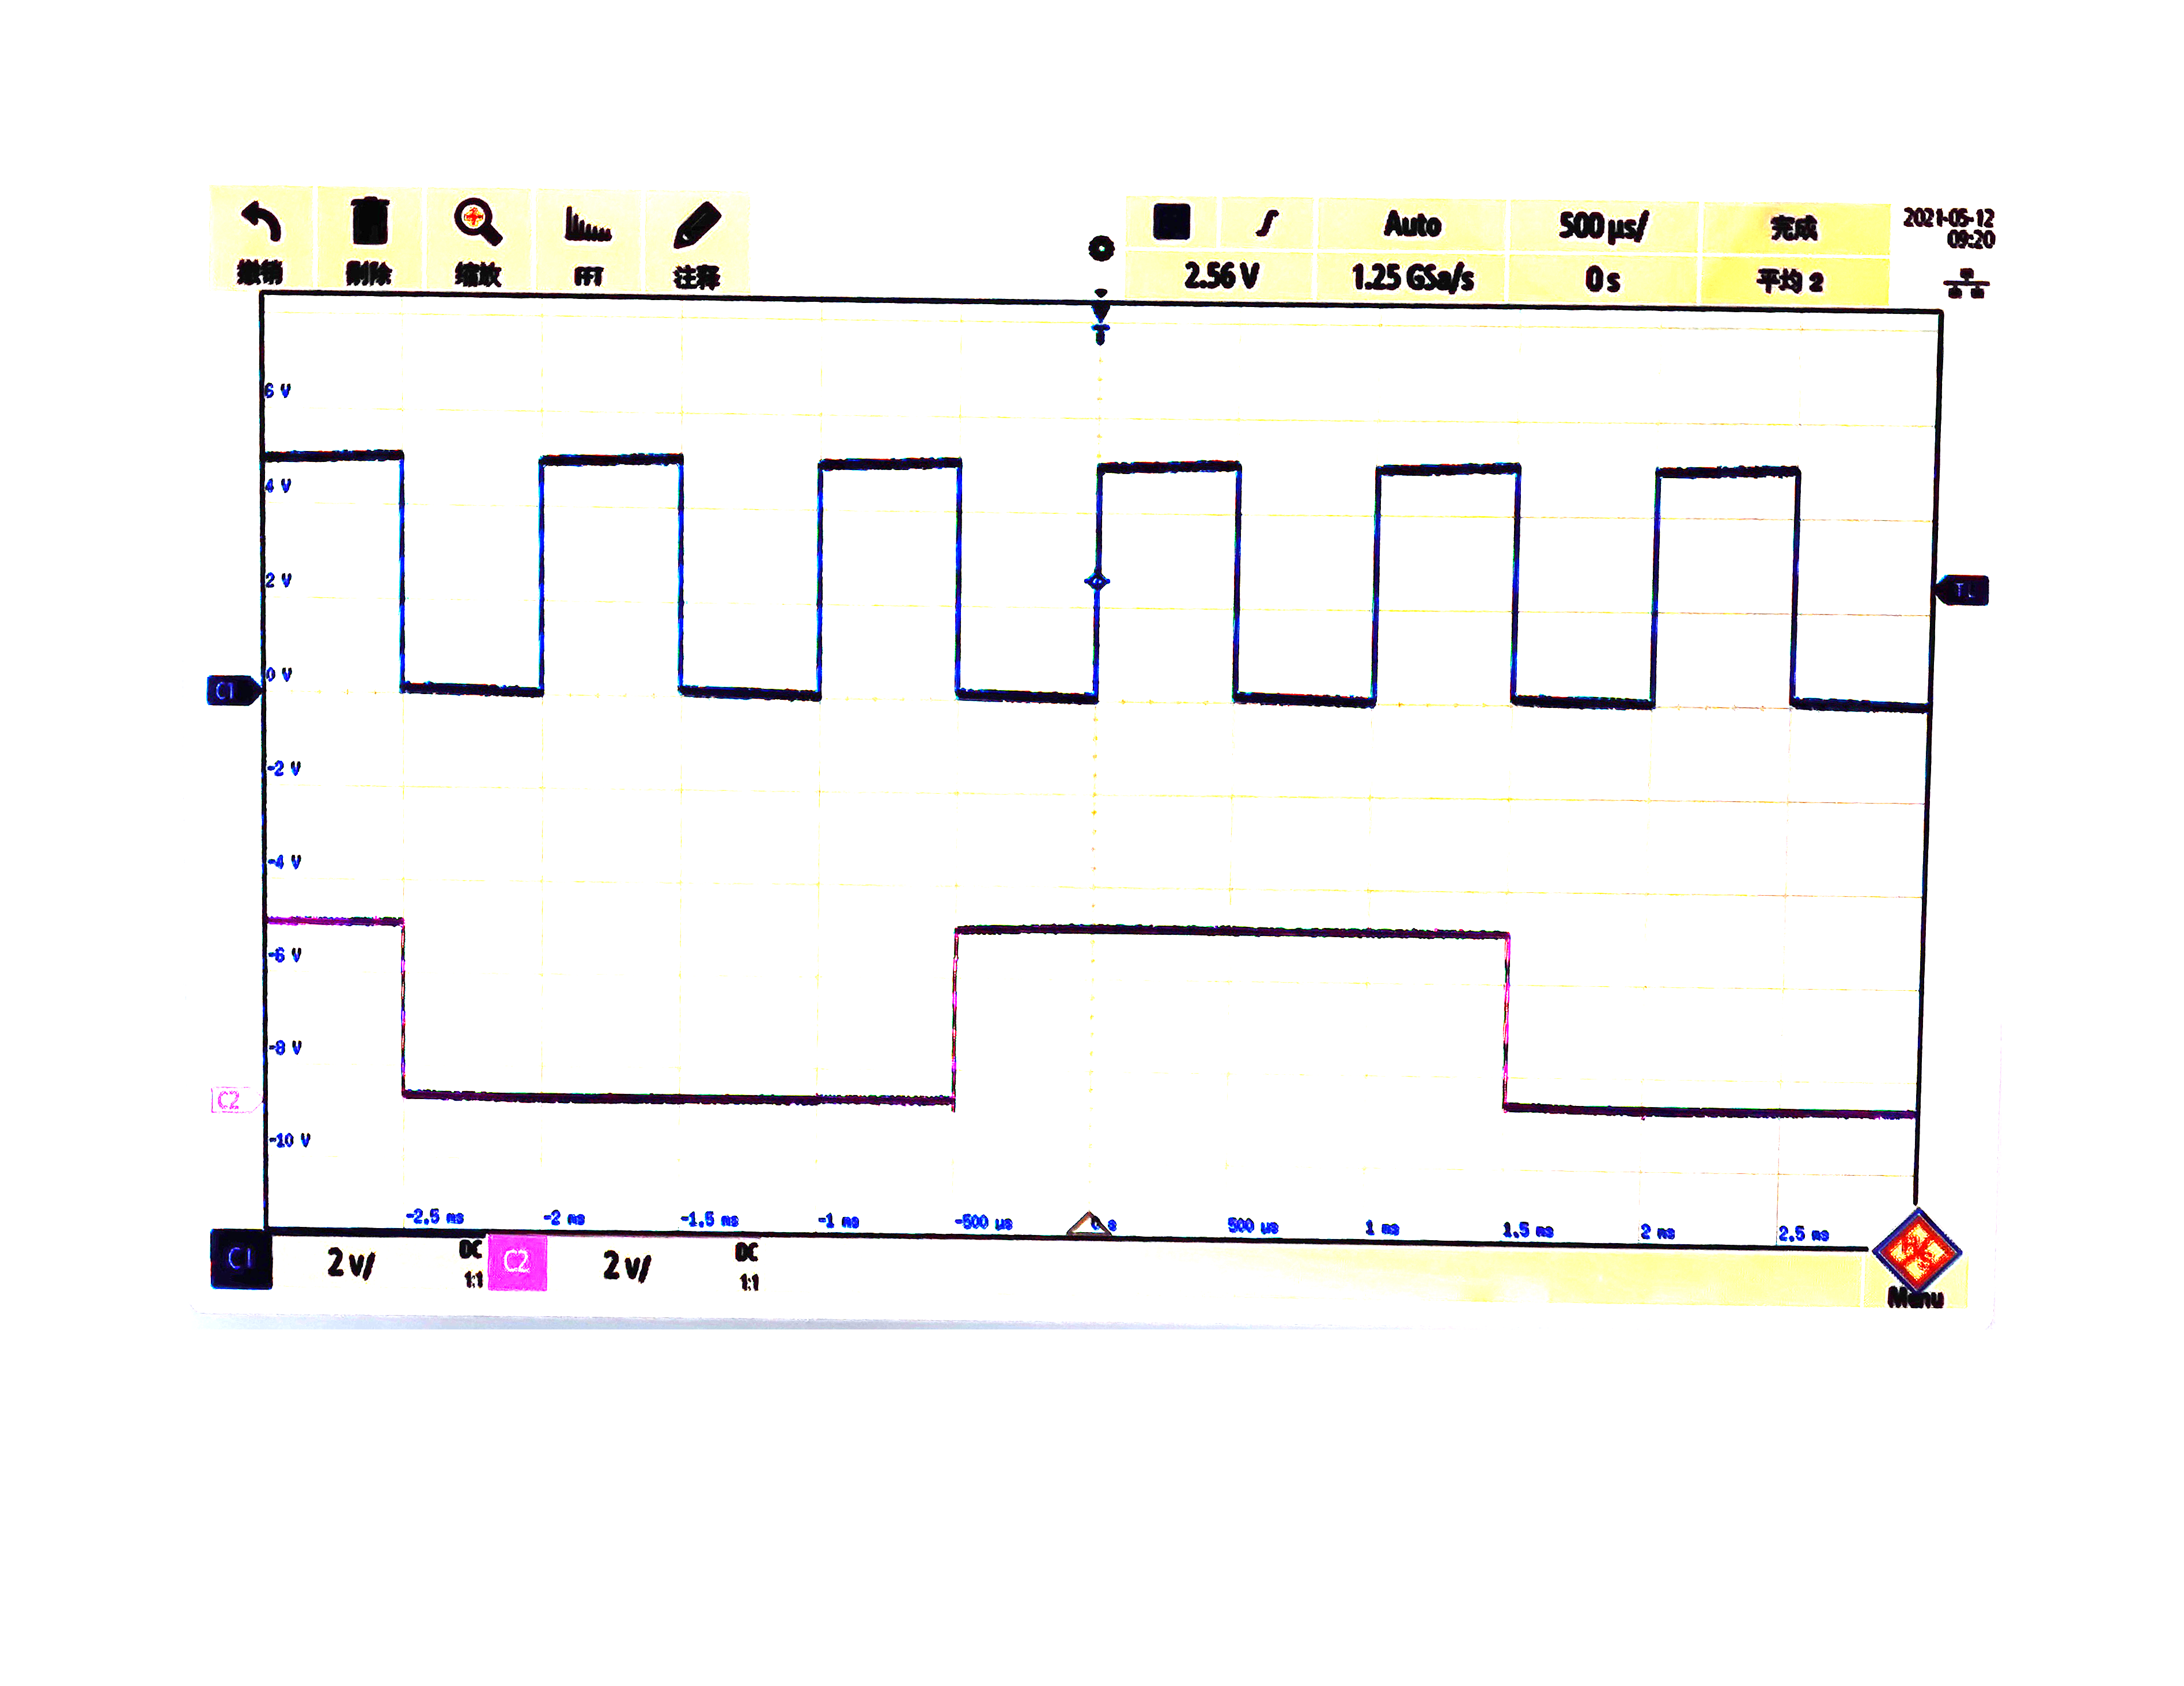 撤销 删除 缩放 FFT 注释
Auto 500 µs/ 完成
2.56 V 1.25 GSa/s 0 s 平均 2
2021-05-12
09:20
T
6 V
4 V
2 V
0 V
C1
-2 V
-4 V
-6 V
-8 V
C2
-10 V
-2.5 ms -2 ms -1.5 ms -1 ms -500 µs s 500 µs 1 ms 1.5 ms 2 ms 2.5 ms
C1 2 V/ DC 1:1 C2 2 V/ DC 1:1
Menu